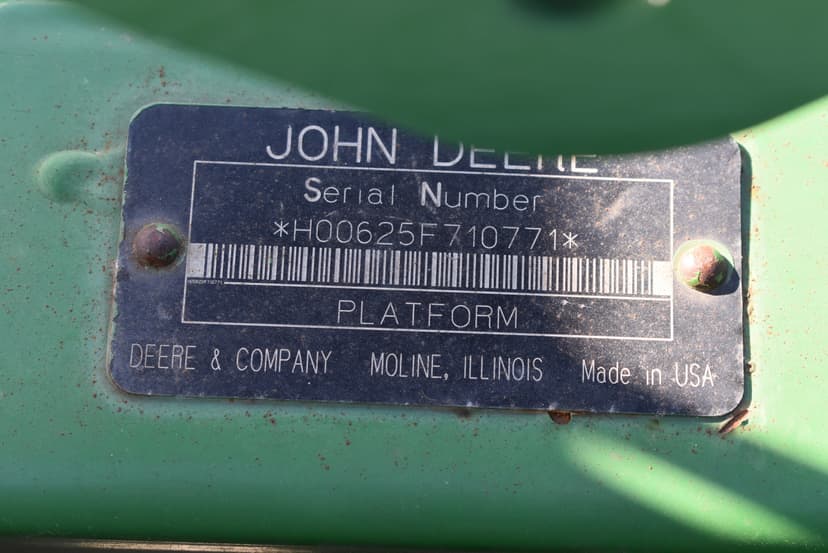 JOHN DEERE
Serial Number
*H00625F710771*
PLATFORM
DEERE & COMPANY MOLINE, ILLINOIS Made in USA